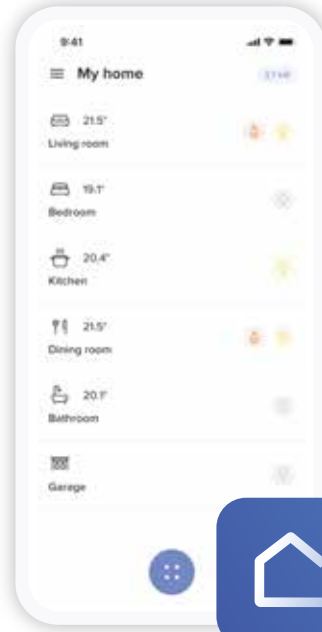 9:41
My home
21.5°
Living room
19.1°
Bedroom
20.4°
Kitchen
21.5°
Dining room
20.1°
Bathroom
Garage